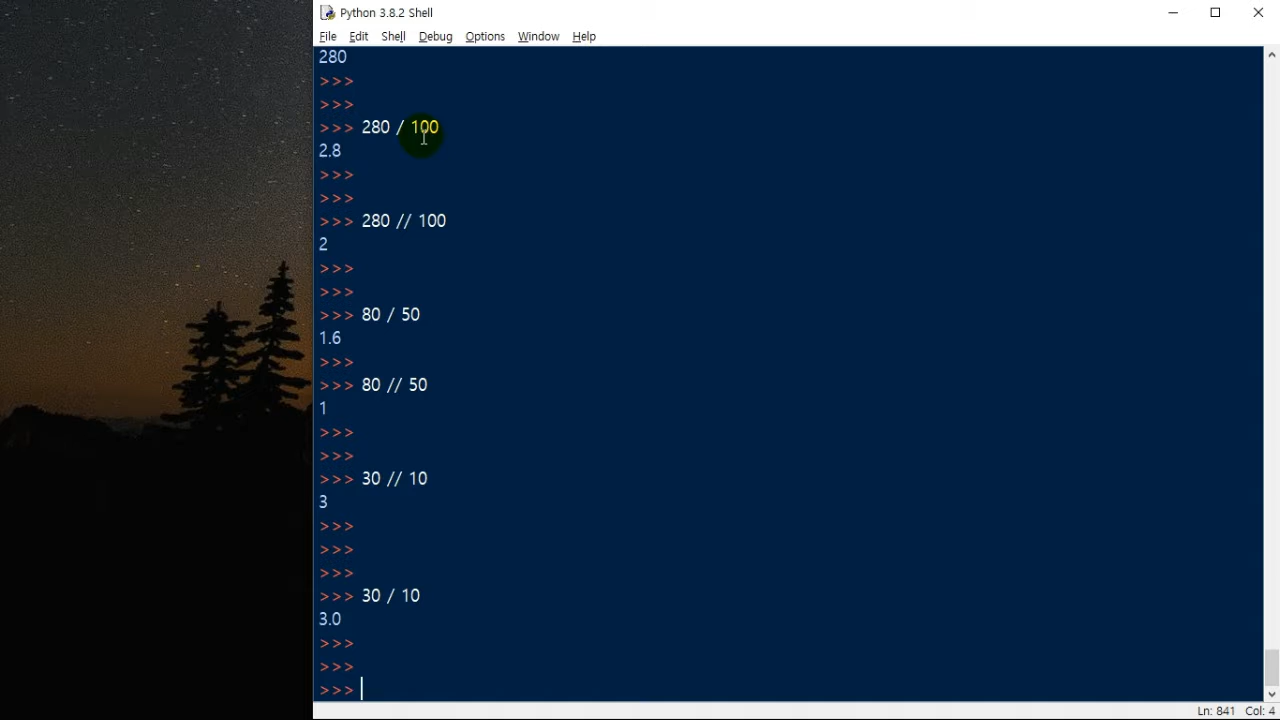 Python 3.8.2 Shell
File Edit Shell Debug Options Window Help
280
>>>
>>>
>>> 280 / 100
2.8
>>>
>>>
>>> 280 // 100
2
>>>
>>>
>>> 80 / 50
1.6
>>>
>>> 80 // 50
1
>>>
>>>
>>> 30 // 10
3
>>>
>>>
>>>
>>> 30 / 10
3.0
>>>
>>>
>>>
Ln: 841 Col: 4